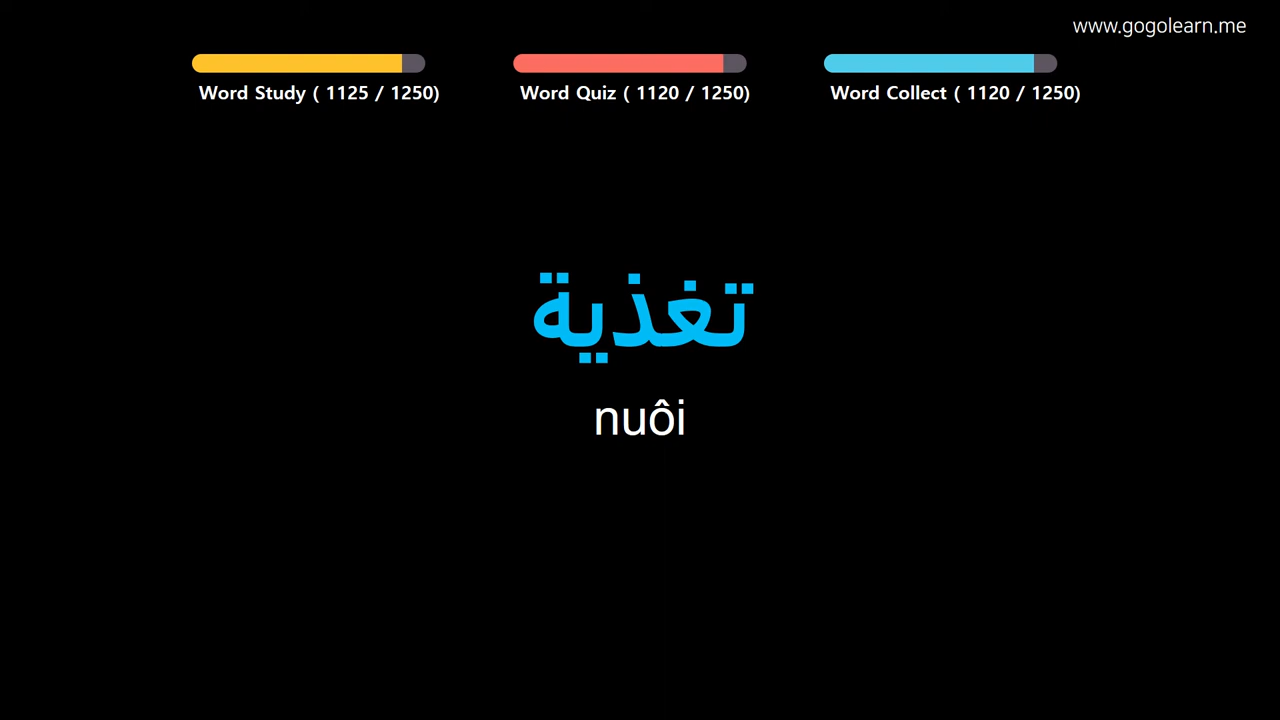 www.gogolearn.me
Word Study ( 1125 / 1250)
Word Quiz ( 1120 / 1250)
Word Collect ( 1120 / 1250)
تغذية
nuôi